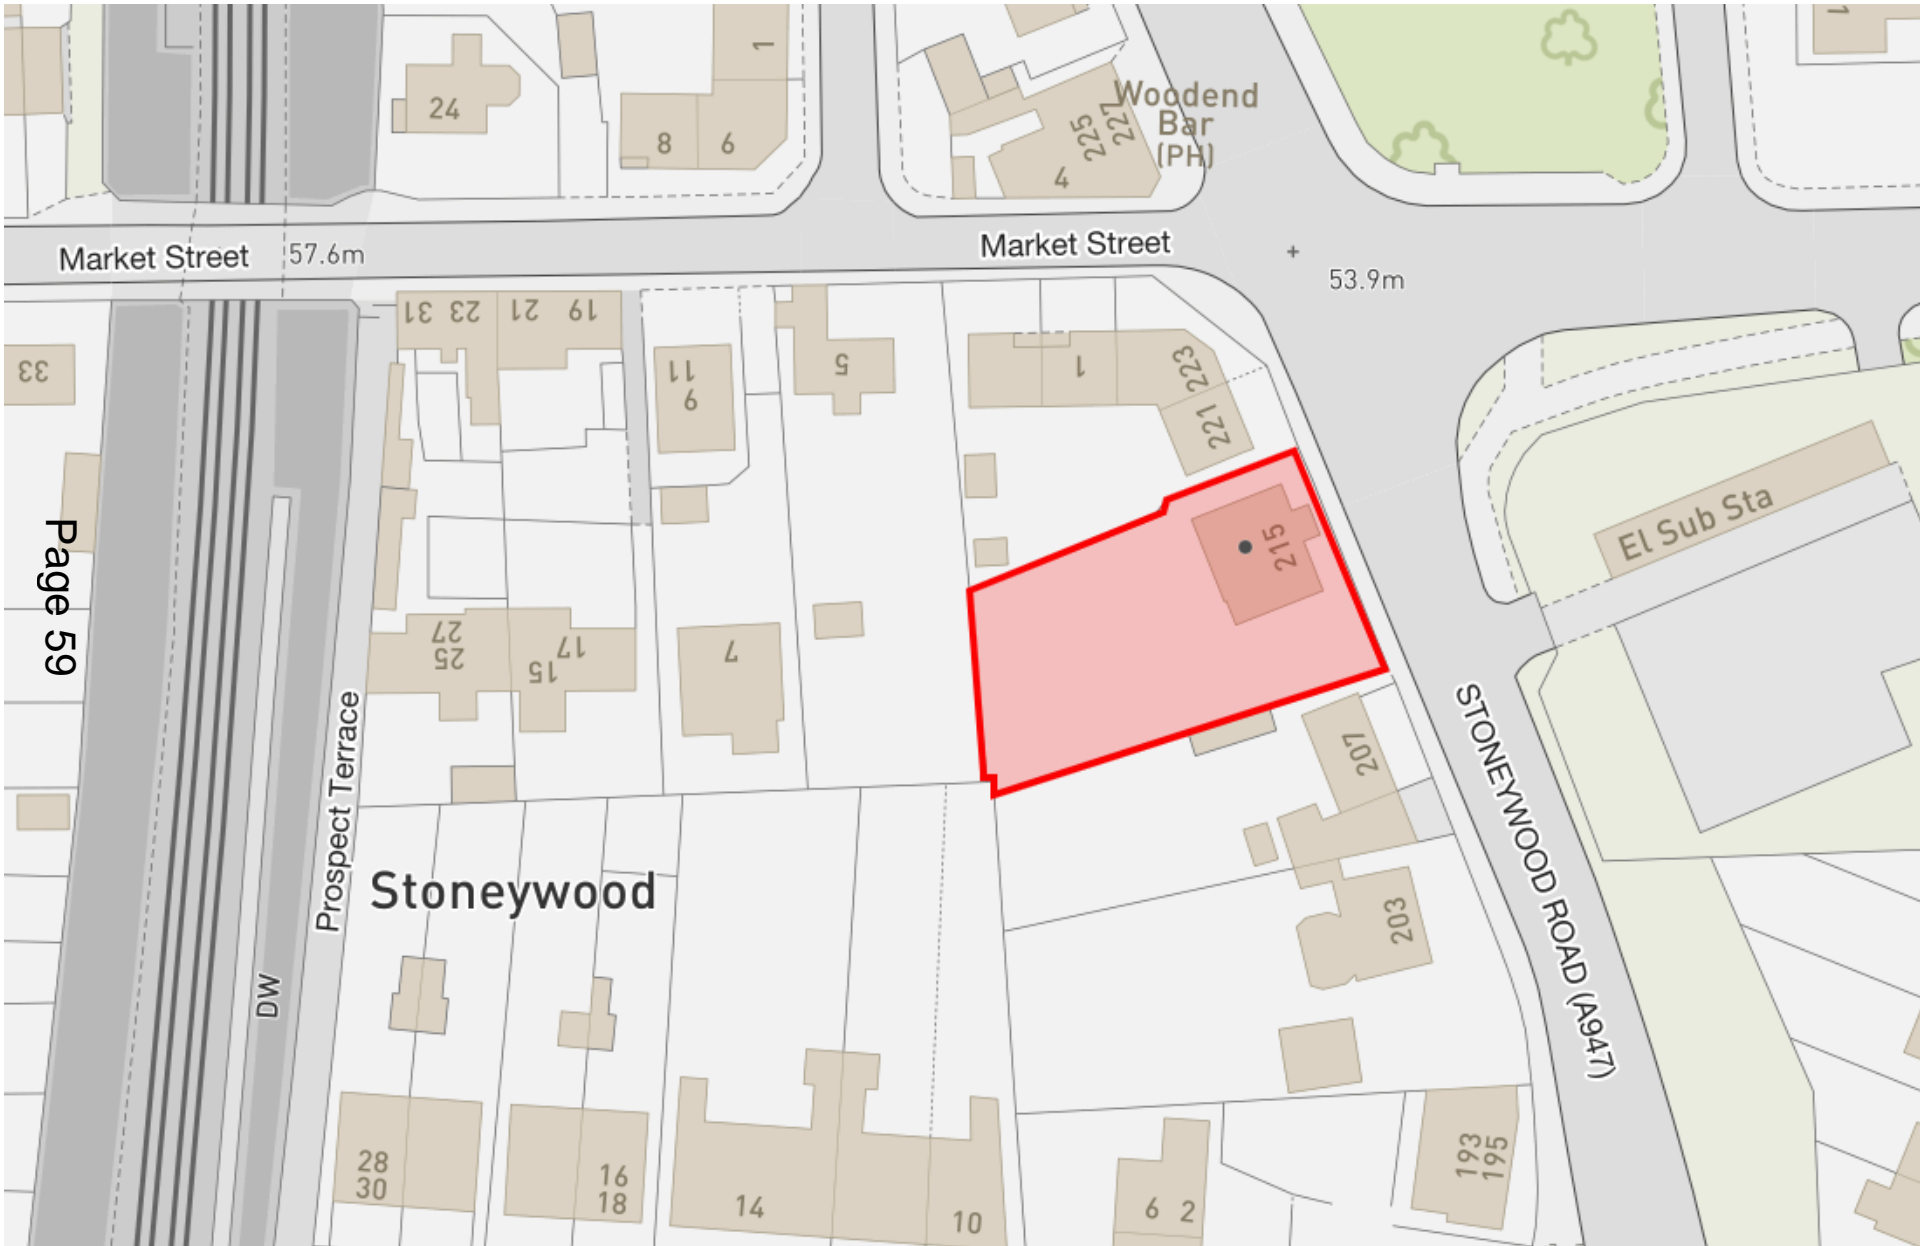 1
1
24
8
6
Woodend
Bar
(PH)
225
227
4
Market Street
57.6m
Market Street
53.9m
31
23
21
19
33
11
9
5
1
223
221
215
El Sub Sta
Page 59
27
25
17
15
7
207
Prospect Terrace
STONEYWOOD ROAD (A947)
Stoneywood
203
DW
28
30
16
18
14
10
6
2
193
195